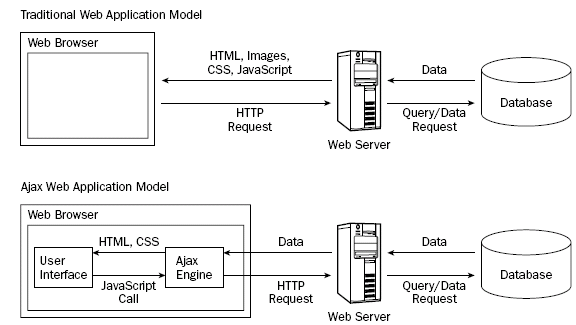 Traditional Web Application Model
Web Browser
HTML, Images,
CSS, JavaScript
HTTP
Request
Web Server
Data
Query/Data
Request
Database
Ajax Web Application Model
Web Browser
User
Interface
HTML, CSS
JavaScript
Call
Ajax
Engine
Data
HTTP
Request
Web Server
Data
Query/Data
Request
Database